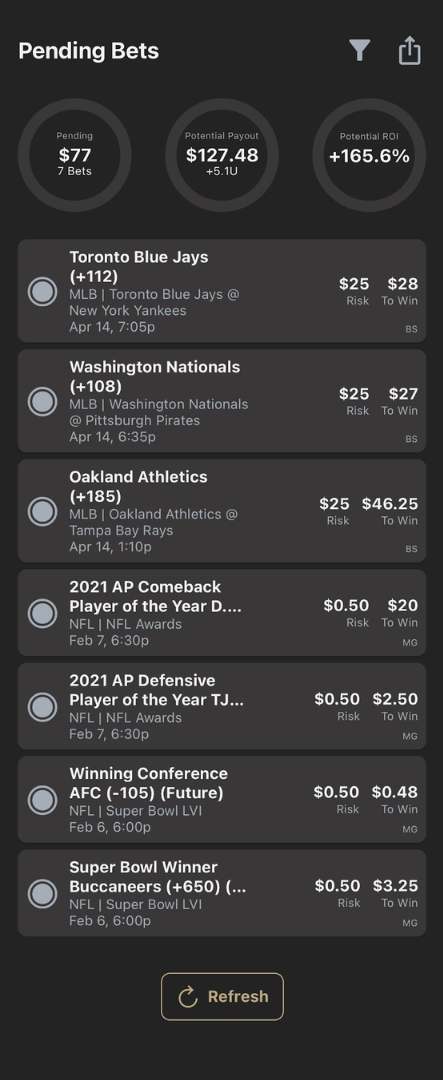 Pending Bets
Pending
$77
7 Bets
Potential Payout
$127.48
+5.1U
Potential ROI
+165.6%
Toronto Blue Jays
(+112)
MLB | Toronto Blue Jays @
New York Yankees
Apr 14, 7:05p
$25 $28
Risk To Win
BS
Washington Nationals
(+108)
MLB | Washington Nationals
@ Pittsburgh Pirates
Apr 14, 6:35p
$25 $27
Risk To Win
BS
Oakland Athletics
(+185)
MLB | Oakland Athletics @
Tampa Bay Rays
Apr 14, 1:10p
$25 $46.25
Risk To Win
BS
2021 AP Comeback
Player of the Year D....
NFL | NFL Awards
Feb 7, 6:30p
$0.50 $20
Risk To Win
MG
2021 AP Defensive
Player of the Year TJ...
NFL | NFL Awards
Feb 7, 6:30p
$0.50 $2.50
Risk To Win
MG
Winning Conference
AFC (-105) (Future)
NFL | Super Bowl LVI
Feb 6, 6:00p
$0.50 $0.48
Risk To Win
MG
Super Bowl Winner
Buccaneers (+650) (...
NFL | Super Bowl LVI
Feb 6, 6:00p
$0.50 $3.25
Risk To Win
MG
Refresh